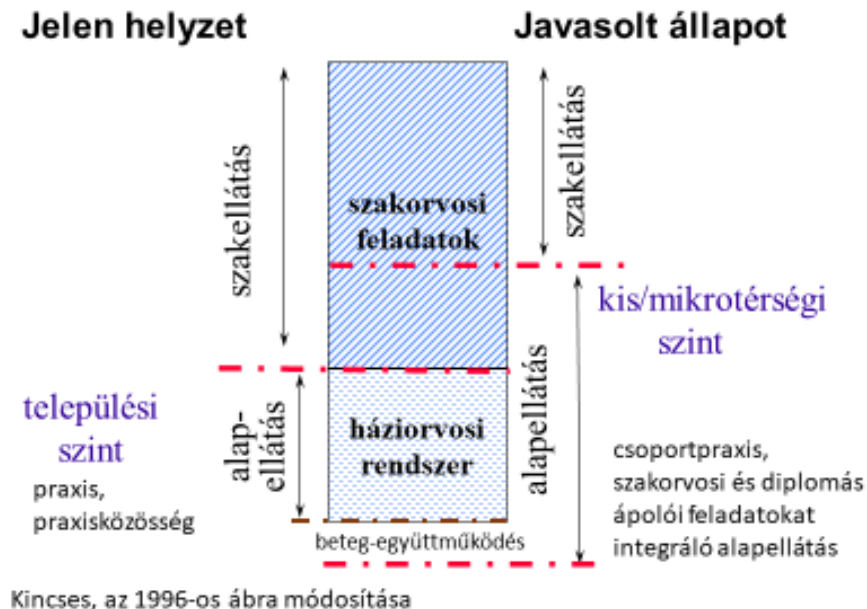 Jelen helyzet
Javasolt állapot
szakellátás
szakorvosi
feladatok
szakellátás
kis/mikrotérségi
szint
települési
szint
praxis,
praxisközösség
alap-
ellátás
háziorvosi
rendszer
alapellátás
csoportpraxis,
szakorvosi és diplomás
ápolói feladatokat
integráló alapellátás
beteg-együttműködés
Kincses, az 1996-os ábra módosítása